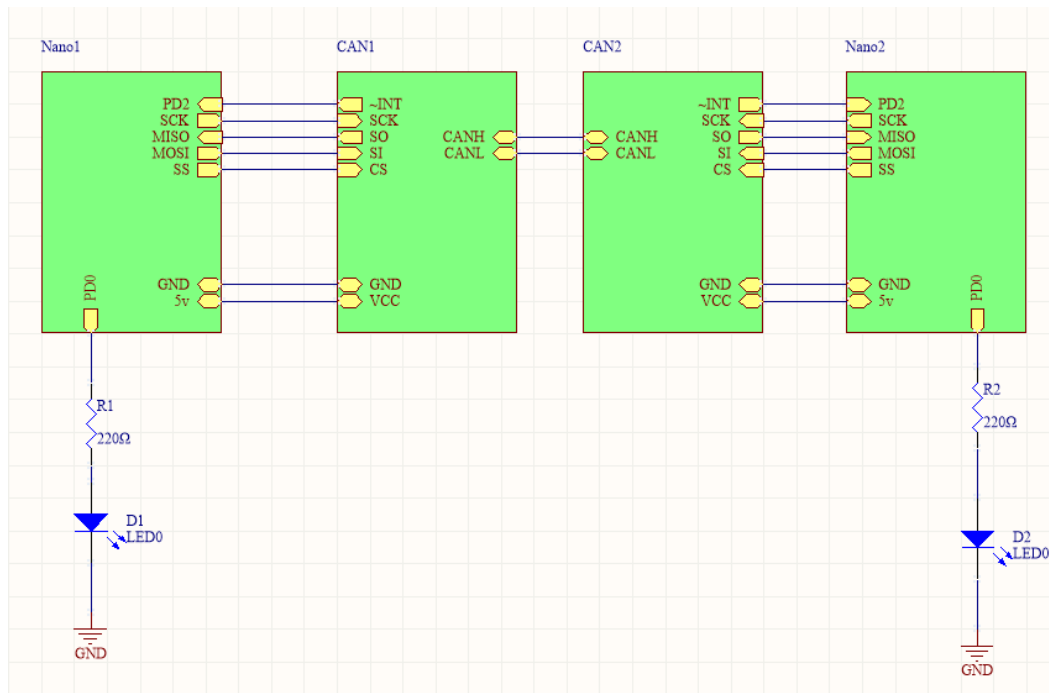 Nano1
CAN1
CAN2
Nano2
PD2
SCK
MISO
MOSI
SS
GND
5v
PD0
~INT
SCK
SO
SI
CS
CANH
CANL
GND
VCC
CANH
CANL
~INT
SCK
SO
SI
CS
GND
VCC
PD2
SCK
MISO
MOSI
SS
GND
5v
PD0
R1
220Ω
D1
LED0
GND
R2
220Ω
D2
LED0
GND